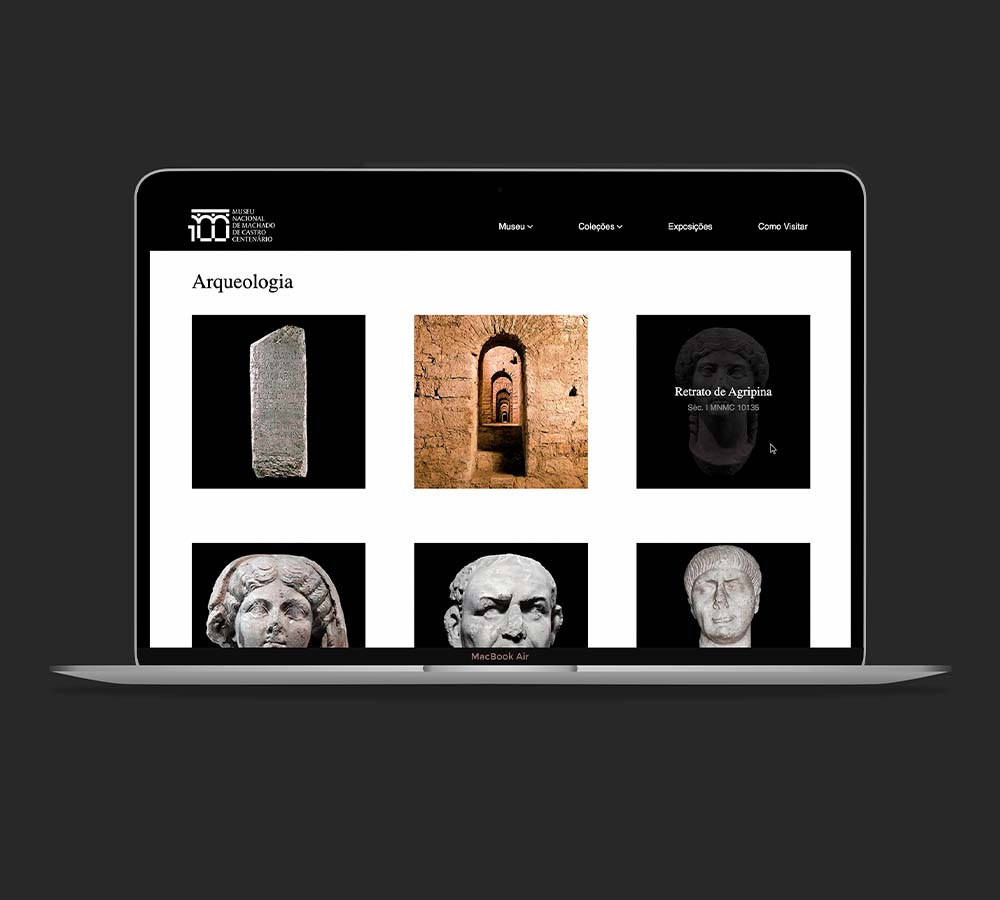 MUSEU
NACIONAL
DE MACHADO
DE CASTRO
CENTENÁRIO
Museu
Coleções
Exposições
Como Visitar
Arqueologia
Retrato de Agripina
Séc. I MNMC 10135
MacBook Air